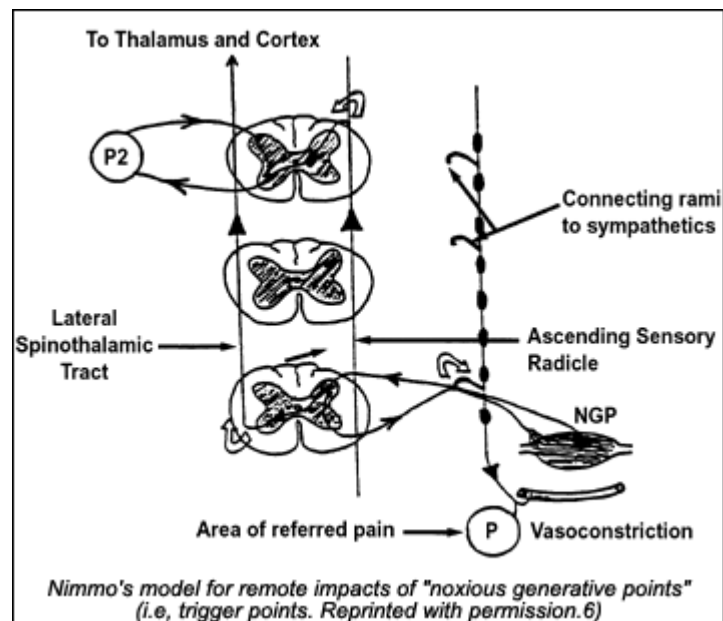 To Thalamus and Cortex
P2
Connecting rami
to sympathetics
Lateral
Spinothalamic
Tract
Ascending Sensory
Radicle
NGP
Area of referred pain
P
Vasoconstriction
Nimmo's model for remote impacts of "noxious generative points"
(i.e, trigger points. Reprinted with permission.6)